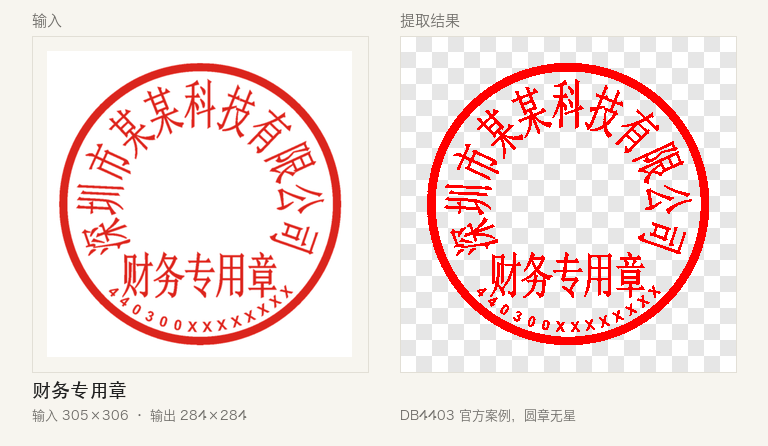 输入
提取结果
深圳市某某科技有限公司
财务专用章
440300XXXXXXXX
深圳市某某科技有限公司
财务专用章
440300XXXXXXXX
财务专用章
输入 305×306 · 输出 284×284
DB4403 官方案例，圆章无星